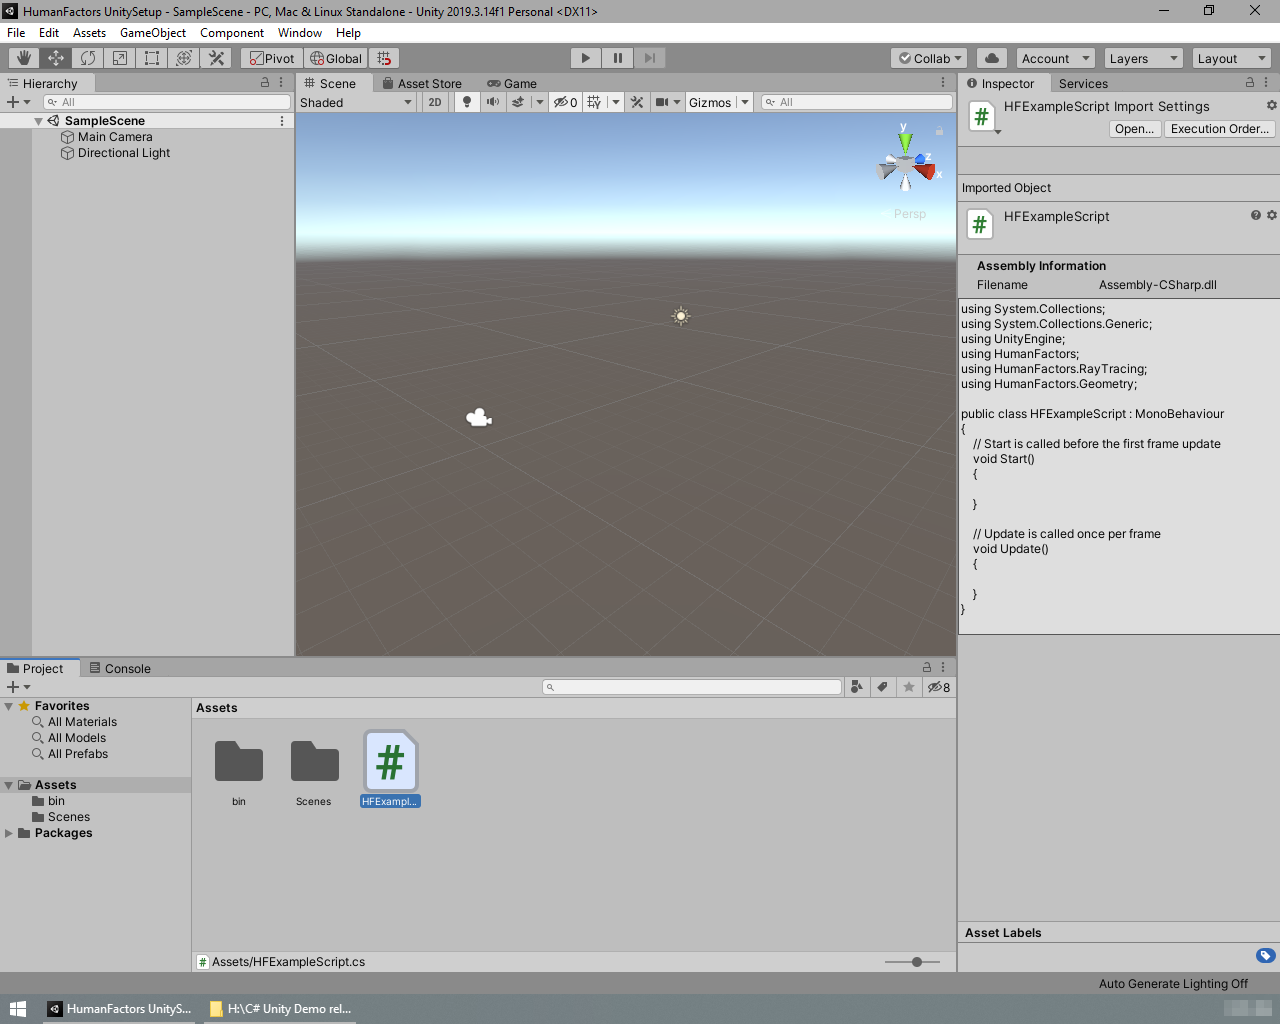 HumanFactors UnitySetup - SampleScene - PC, Mac & Linux Standalone - Unity 2019.3.14f1 Personal <DX11>
File Edit Assets GameObject Component Window Help
Pivot Global Collab Account Layers Layout
Hierarchy
All
SampleScene
Main Camera
Directional Light
Scene Asset Store Game
Shaded 2D 0 Gizmos All
y
z
x
Persp
Inspector Services
HFExampleScript Import Settings
Open... Execution Order...
Imported Object
HFExampleScript
Assembly Information
Filename Assembly-CSharp.dll
using System.Collections;
using System.Collections.Generic;
using UnityEngine;
using HumanFactors;
using HumanFactors.RayTracing;
using HumanFactors.Geometry;
public class HFExampleScript : MonoBehaviour
{
// Start is called before the first frame update
void Start()
{
}
// Update is called once per frame
void Update()
{
}
}
Project Console
8
Favorites
All Materials
All Models
All Prefabs
Assets
bin
Scenes
Packages
Assets
bin Scenes HFExampl...
Assets/HFExampleScript.cs
Asset Labels
Auto Generate Lighting Off
HumanFactors UnityS... H:\C# Unity Demo rel...